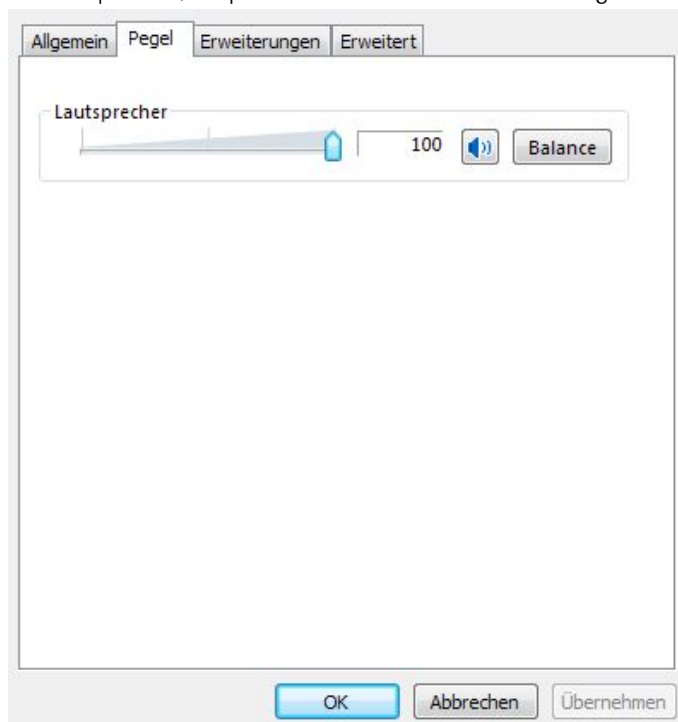 Allgemein Pegel Erweiterungen Erweitert
Lautsprecher
100 Balance
OK Abbrechen Übernehmen